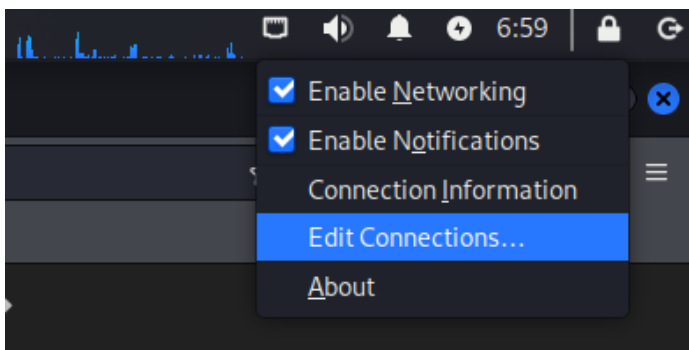 6:59
Enable Networking
Enable Notifications
Connection Information
Edit Connections...
About